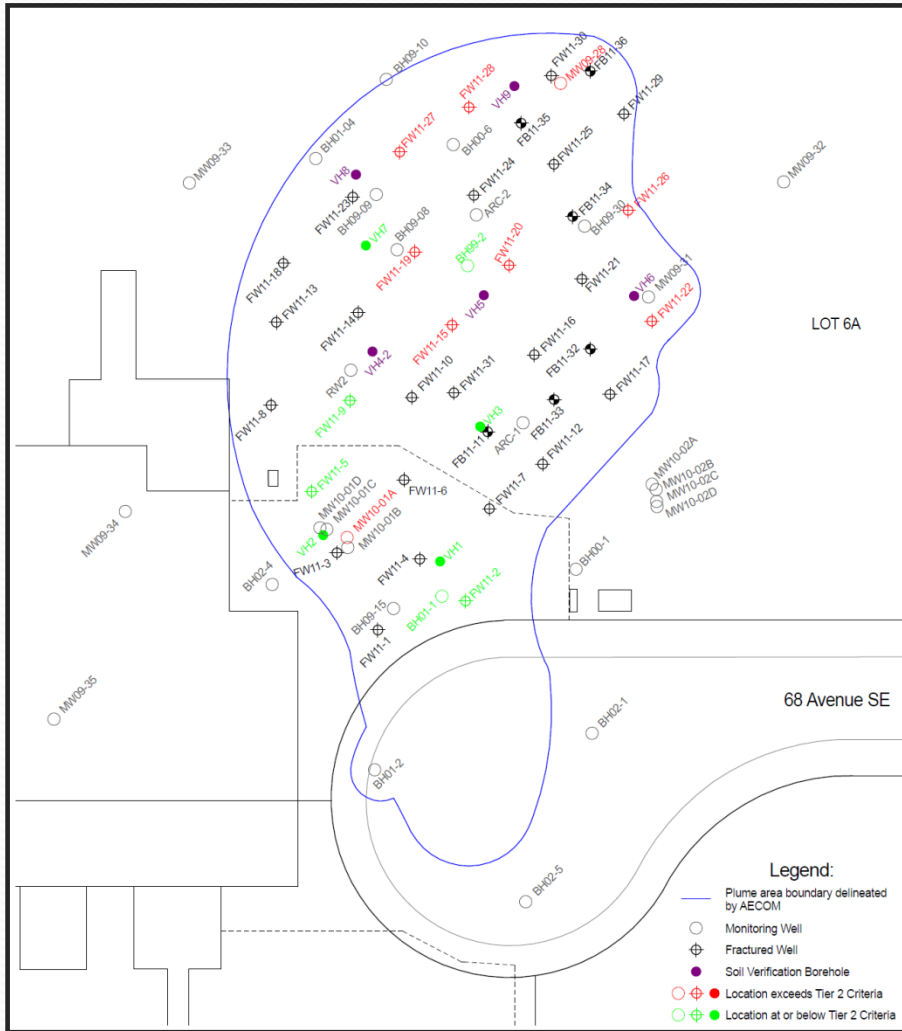 FW11-30
FB11-36
BH09-10
MW09-28
FW11-28
VH9
FW11-29
FB11-35
BH00-6
FW11-27
BH01-04
FW11-25
MW09-33
MW09-32
VH8
FW11-24
FW11-23
BH09-09
ARC-2
FB11-34
FW11-26
BH09-30
VH7
BH09-08
FW11-19
BH99-2
FW11-20
FW11-18
FW11-21
VH6
MW09-31
VH5
FW11-13
FW11-14
FW11-15
FW11-22
LOT 6A
FW11-16
VH4-2
FB11-32
RW2
FW11-10
FW11-31
FW11-17
FW11-8
FW11-9
VH3
FB11-33
FB11-11
ARC-1
FW11-12
FW11-5
FW11-6
FW11-7
MW10-02A
MW10-02B
MW10-02C
MW10-02D
MW09-34
MW10-01D
MW10-01C
MW10-01A
MW10-01B
VH2
FW11-3
FW11-4
VH1
BH00-1
BH02-4
BH09-15
BH01-1
FW11-2
FW11-1
MW09-35
68 Avenue SE
BH02-1
BH01-2
BH02-5
Legend:
Plume area boundary delineated
by AECOM
Monitoring Well
Fractured Well
Soil Verification Borehole
Location exceeds Tier 2 Criteria
Location at or below Tier 2 Criteria